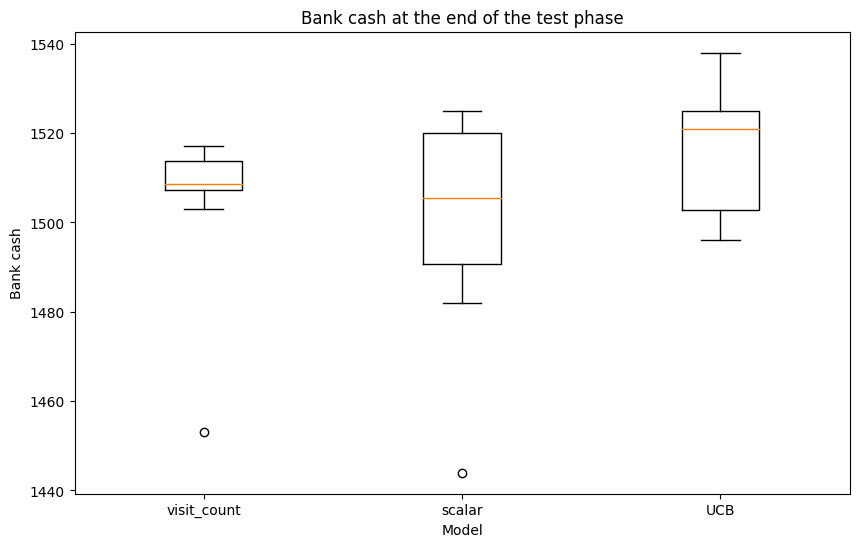 Bank cash at the end of the test phase
1540
1520
1500
1480
1460
1440
Bank cash
visit_count
scalar
UCB
Model